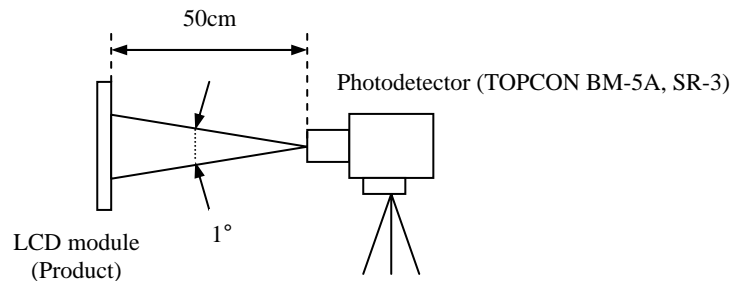 50cm
Photodetector (TOPCON BM-5A, SR-3)
1°
LCD module
(Product)